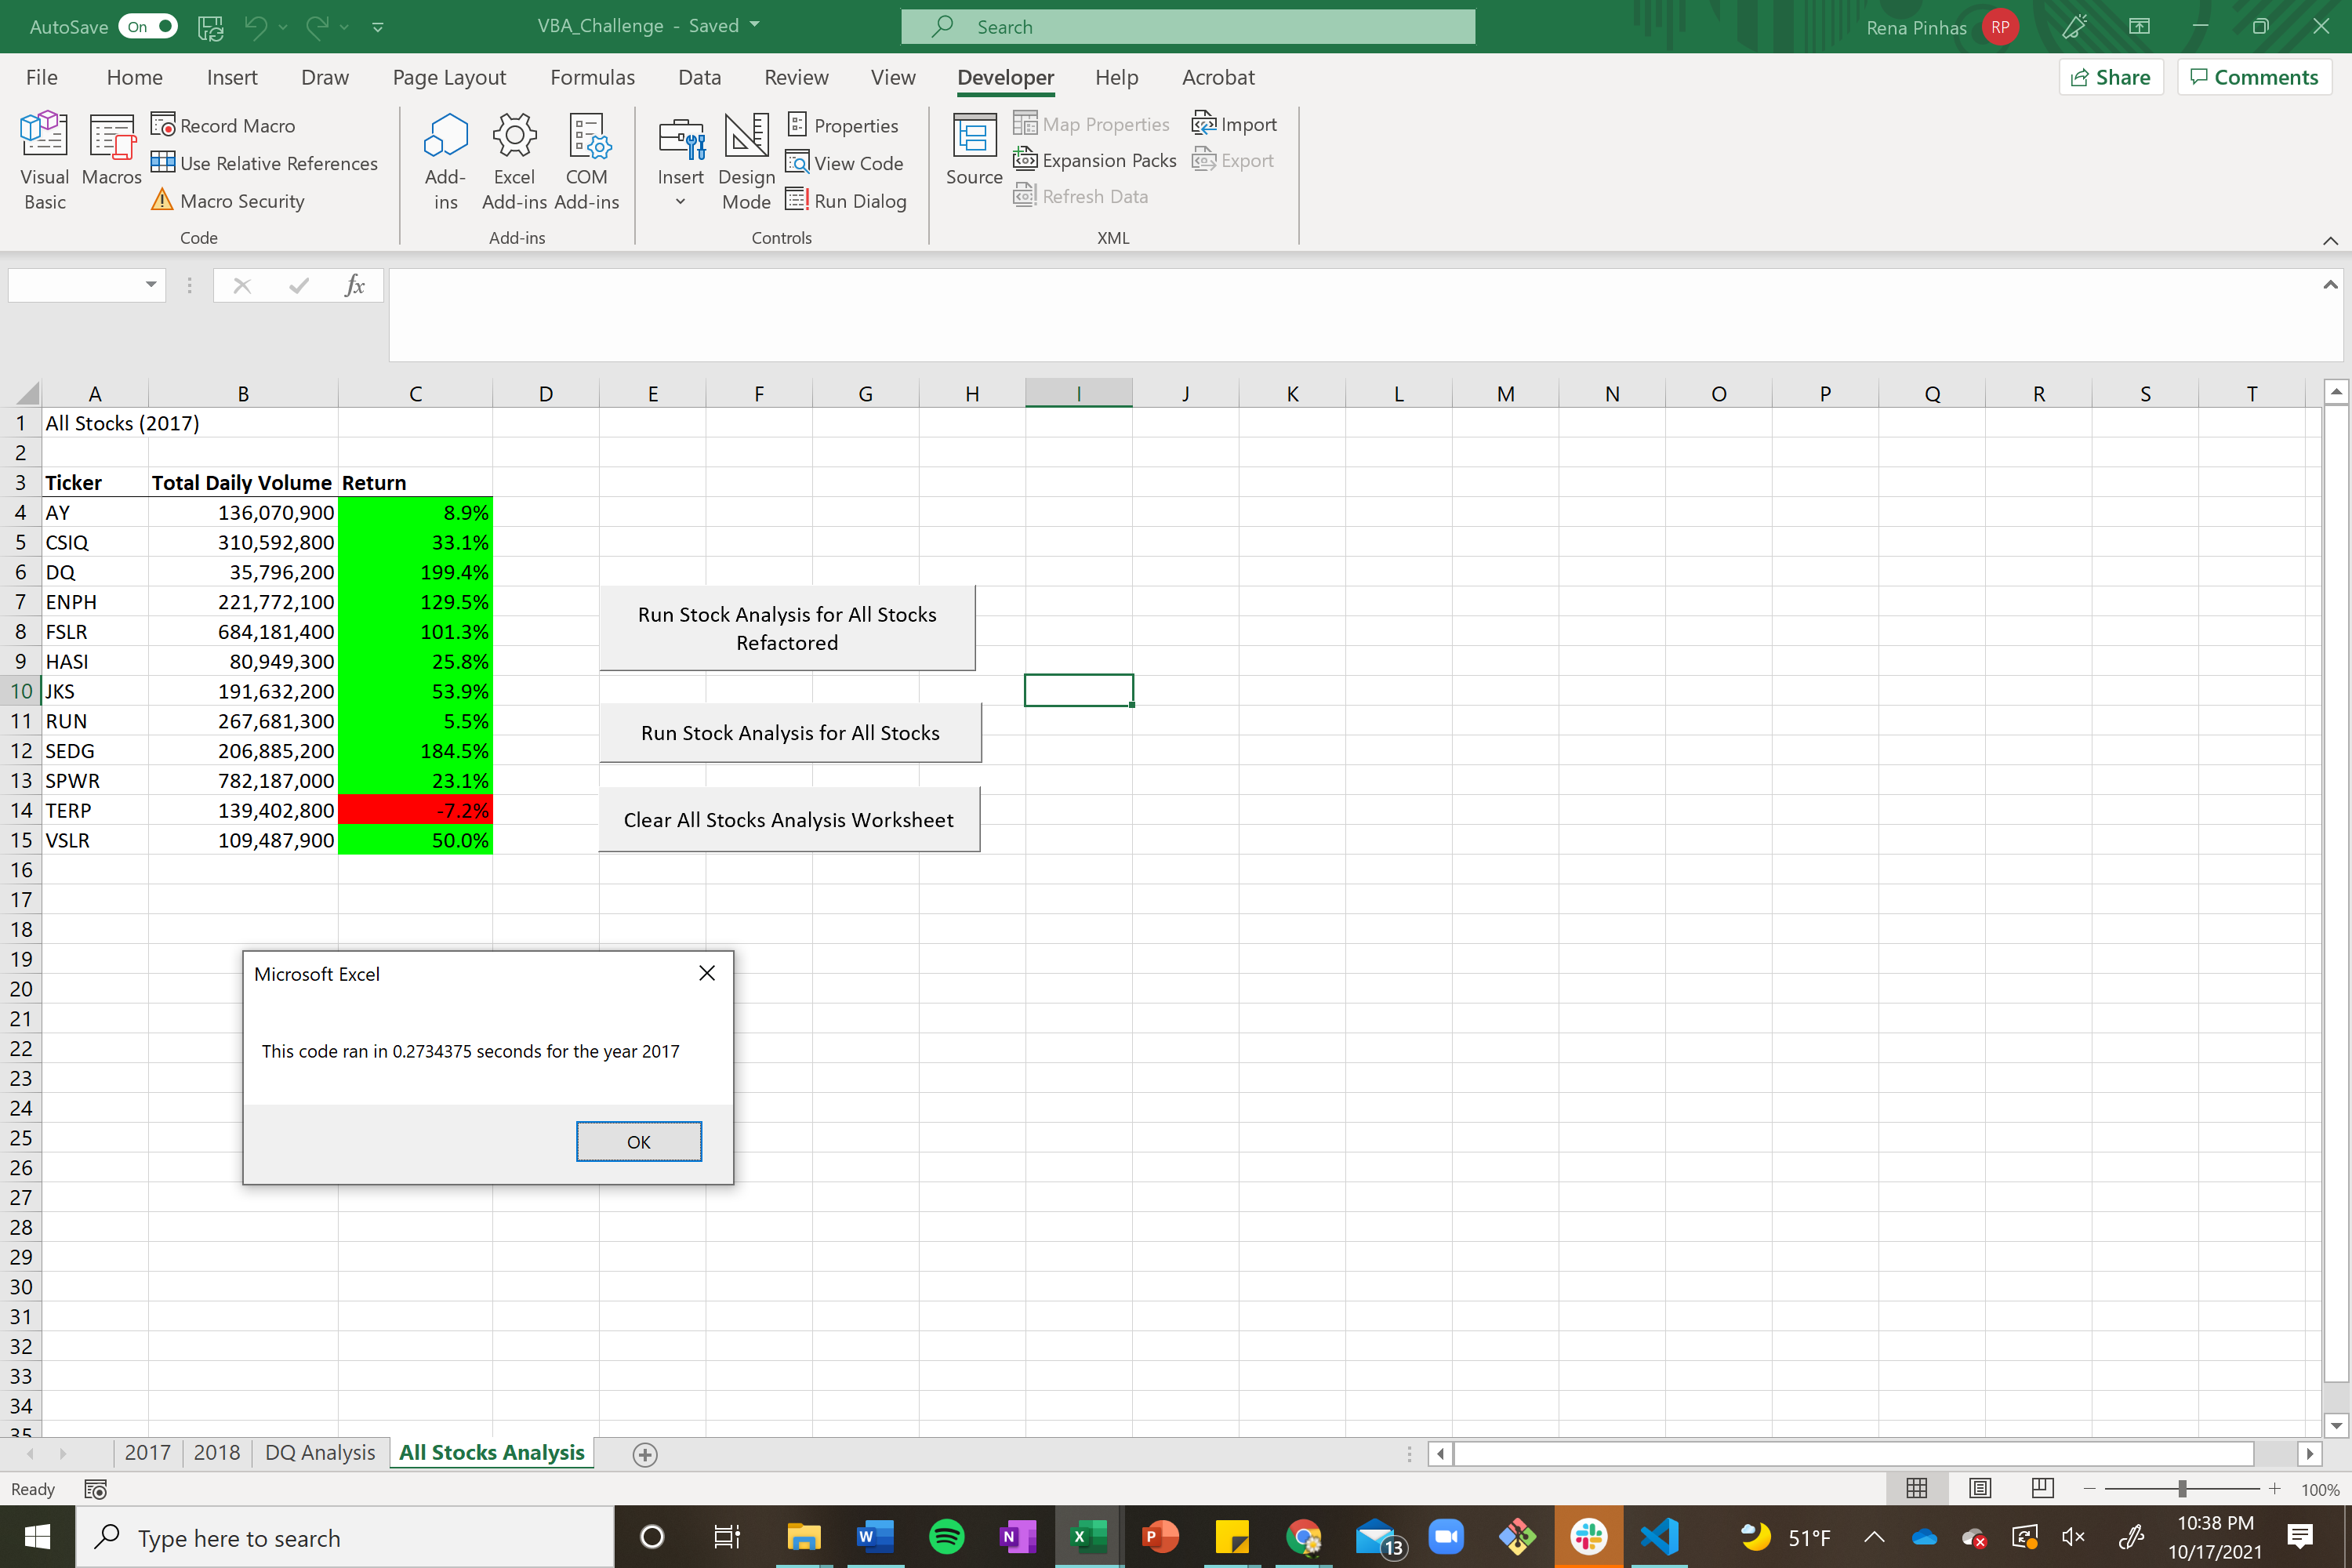 AutoSave On VBA_Challenge - Saved Search Rena Pinhas RP
File Home Insert Draw Page Layout Formulas Data Review View Developer Help Acrobat Share Comments
Visual Basic
Macros
Record Macro
Use Relative References
Macro Security
Code
Add-ins
Excel Add-ins
COM Add-ins
Add-ins
Insert
Design Mode
Properties
View Code
Run Dialog
Controls
Source
Map Properties
Expansion Packs
Refresh Data
Import
Export
XML
fx
A B C D E F G H I J K L M N O P Q R S T
1 All Stocks (2017)
2
3 Ticker Total Daily Volume Return
4 AY 136,070,900 8.9%
5 CSIQ 310,592,800 33.1%
6 DQ 35,796,200 199.4%
7 ENPH 221,772,100 129.5%
8 FSLR 684,181,400 101.3%
9 HASI 80,949,300 25.8%
10 JKS 191,632,200 53.9%
11 RUN 267,681,300 5.5%
12 SEDG 206,885,200 184.5%
13 SPWR 782,187,000 23.1%
14 TERP 139,402,800 -7.2%
15 VSLR 109,487,900 50.0%
Run Stock Analysis for All Stocks
Refactored
Run Stock Analysis for All Stocks
Clear All Stocks Analysis Worksheet
16
17
18
19
20
21
22
23
24
25
26
27
28
29
30
31
32
33
34
35
Microsoft Excel
This code ran in 0.2734375 seconds for the year 2017
OK
2017 2018 DQ Analysis All Stocks Analysis
Ready 100%
Type here to search W N X P 13 51°F 10:38 PM
10/17/2021